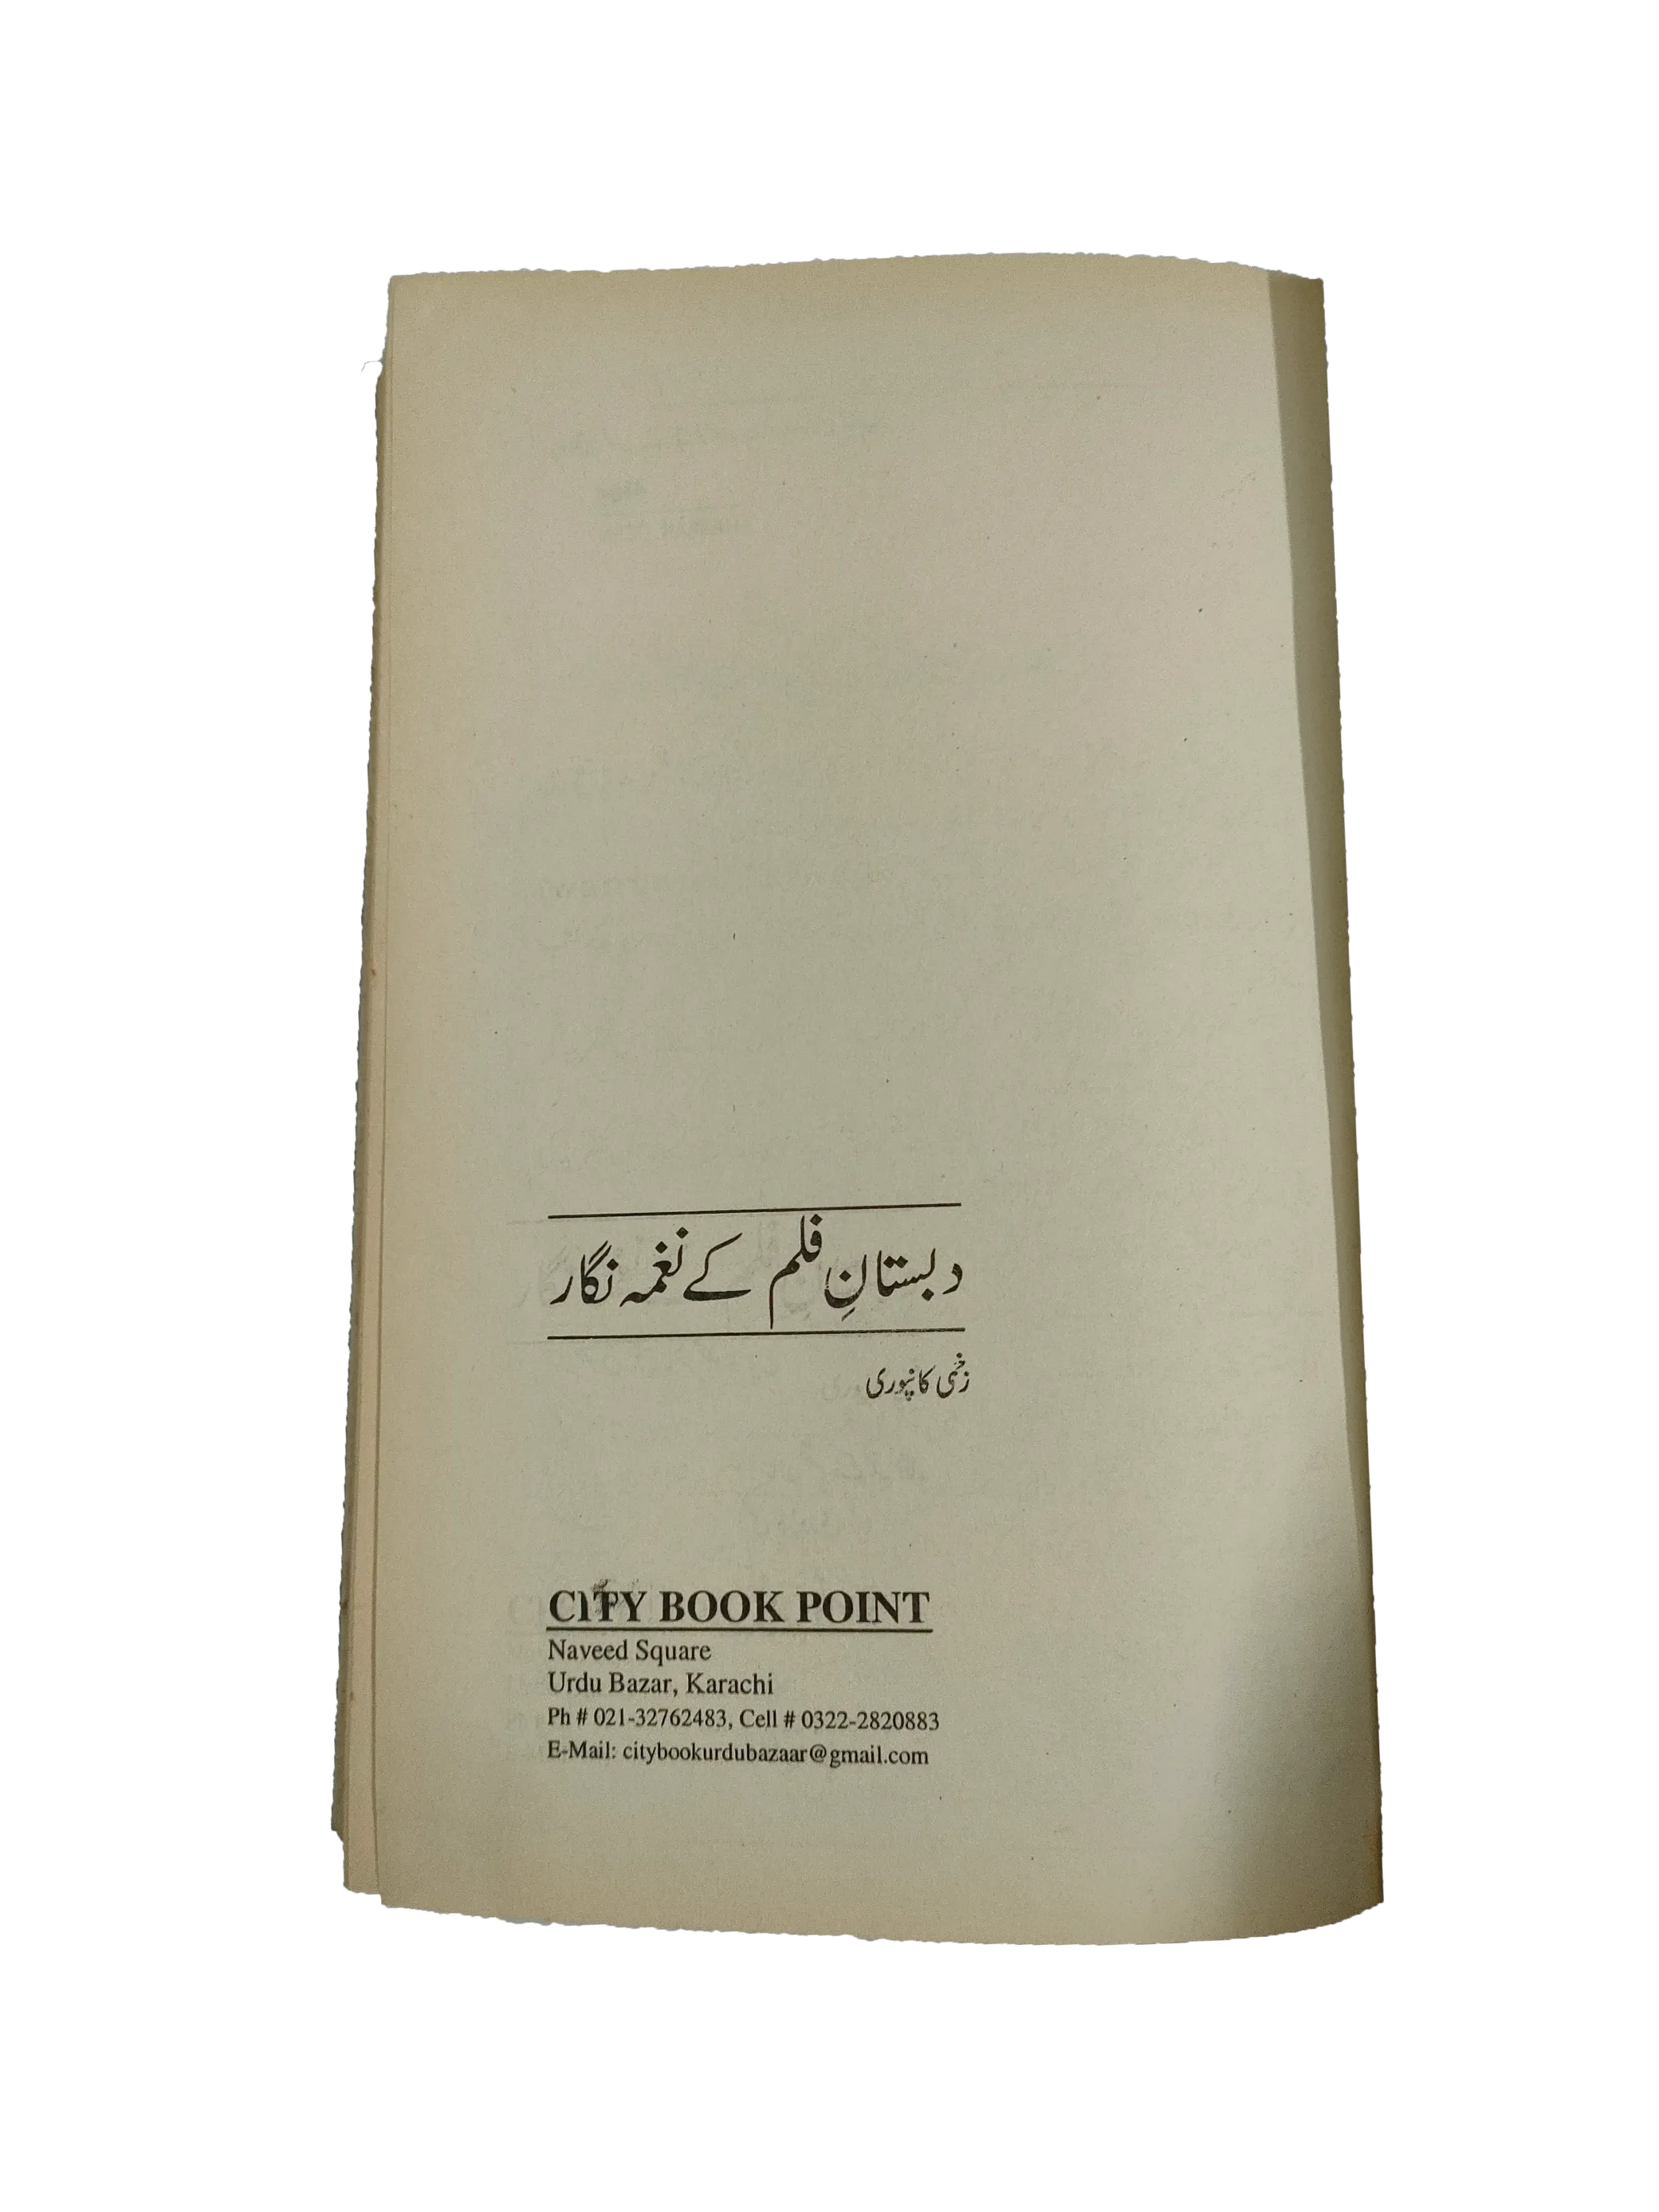 دبستانِ فلم کے نغمہ نگار
زخمی کانپوری
CITY BOOK POINT
Naveed Square
Urdu Bazar, Karachi
Ph # 021-32762483, Cell # 0322-2820883
E-Mail: citybookurdubazaar@gmail.com